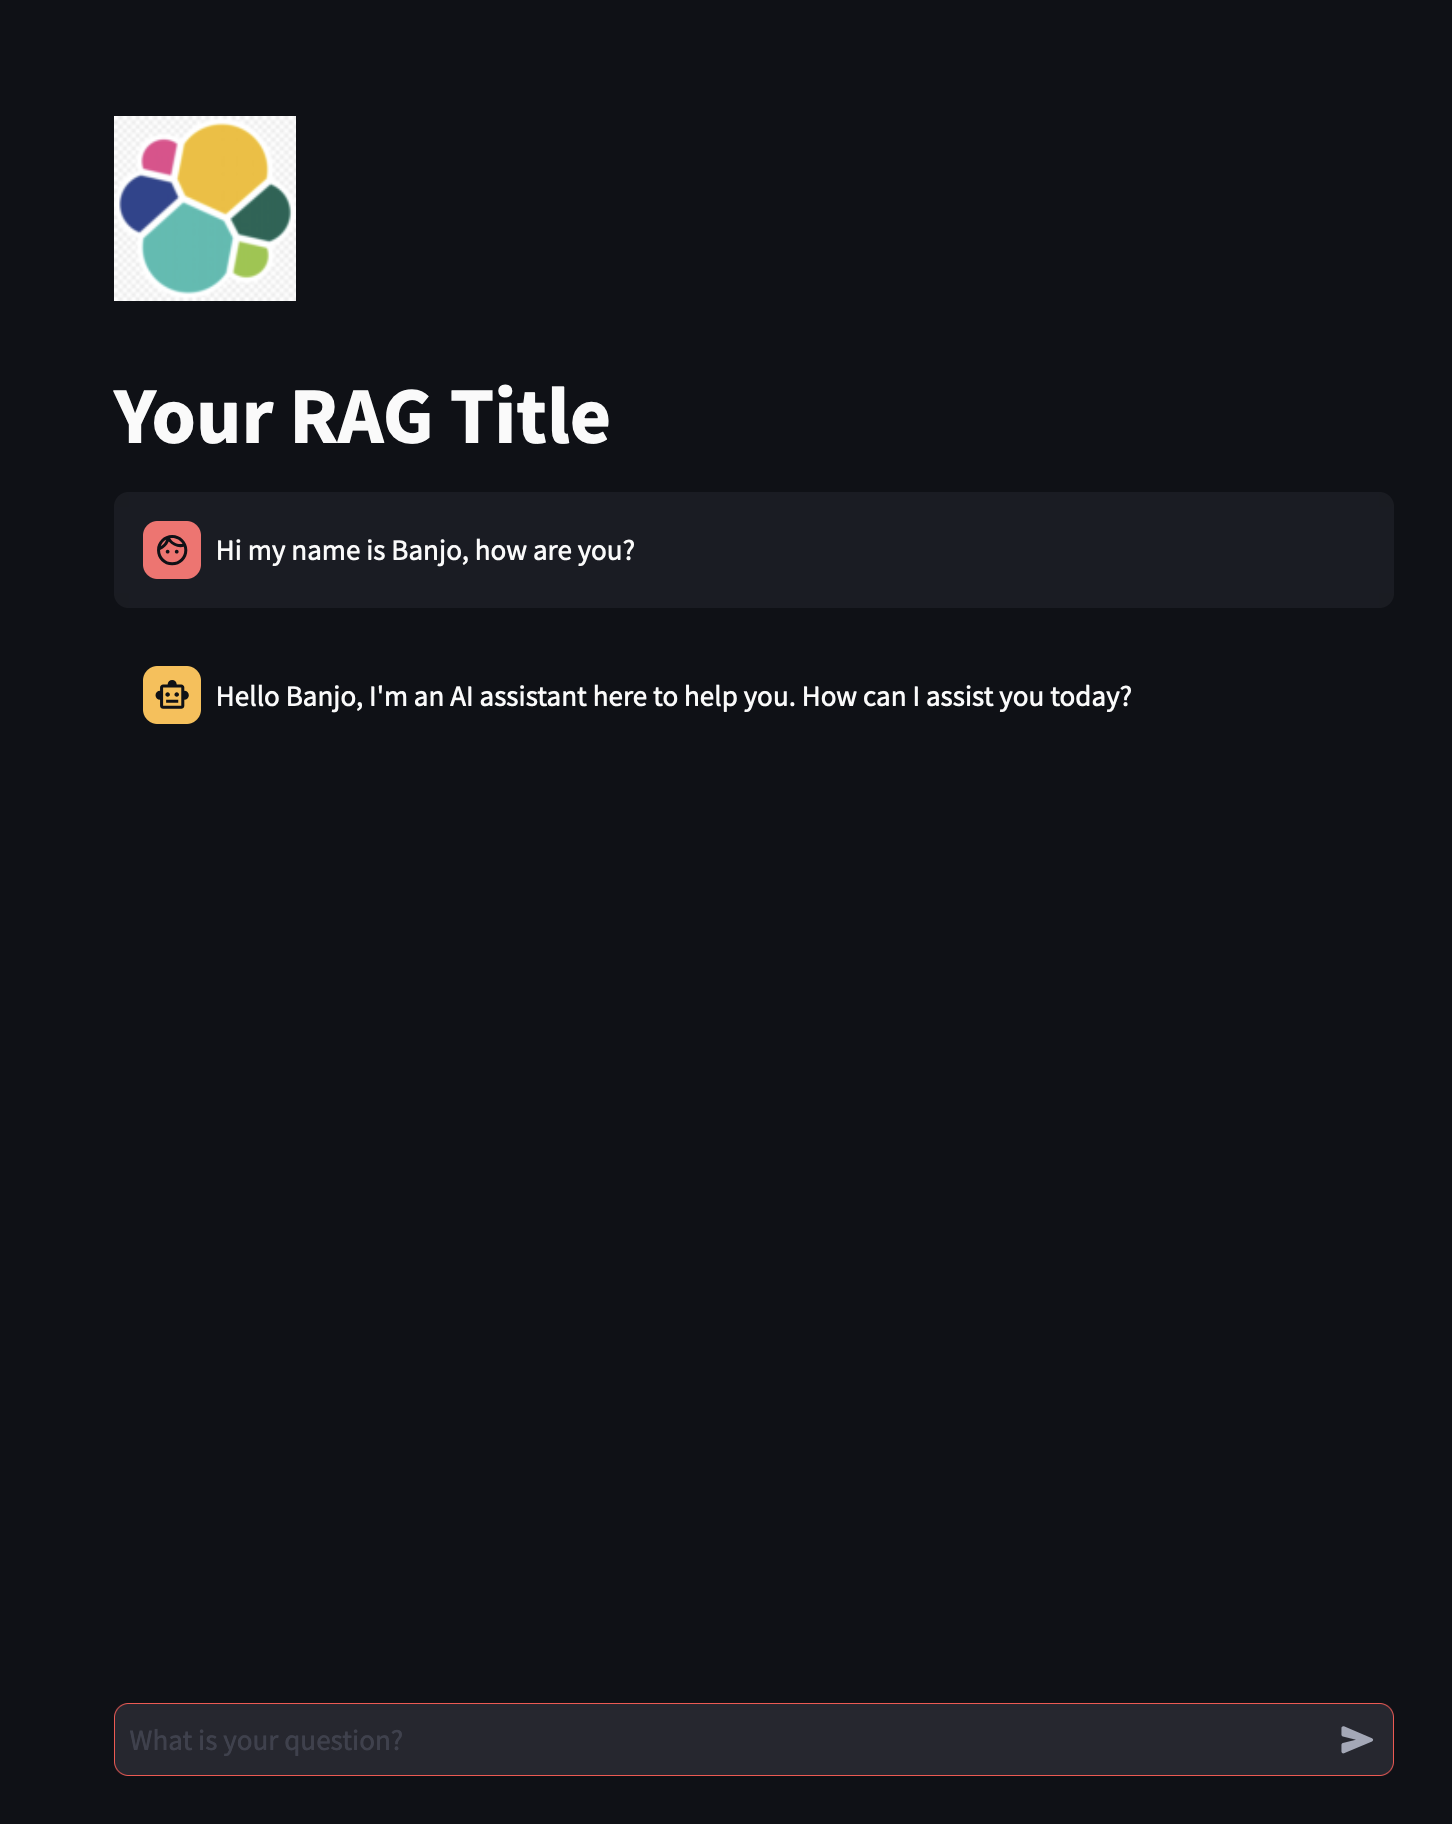 Your RAG Title
Hi my name is Banjo, how are you?
Hello Banjo, I'm an AI assistant here to help you. How can I assist you today?
What is your question?